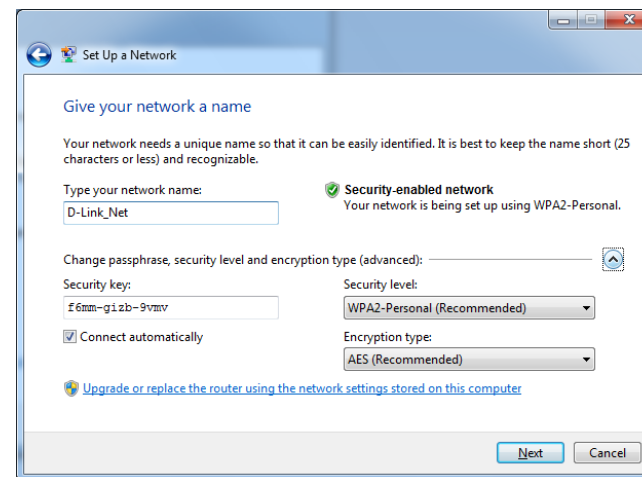 Set Up a Network
Give your network a name
Your network needs a unique name so that it can be easily identified. It is best to keep the name short (25
characters or less) and recognizable.
Type your network name:
Security-enabled network
Your network is being set up using WPA2-Personal.
D-Link_Net
Change passphrase, security level and encryption type (advanced):
Security key:
Security level:
f6mm-gizb-9vmv
WPA2-Personal (Recommended)
Connect automatically
Encryption type:
AES (Recommended)
Upgrade or replace the router using the network settings stored on this computer
Next
Cancel